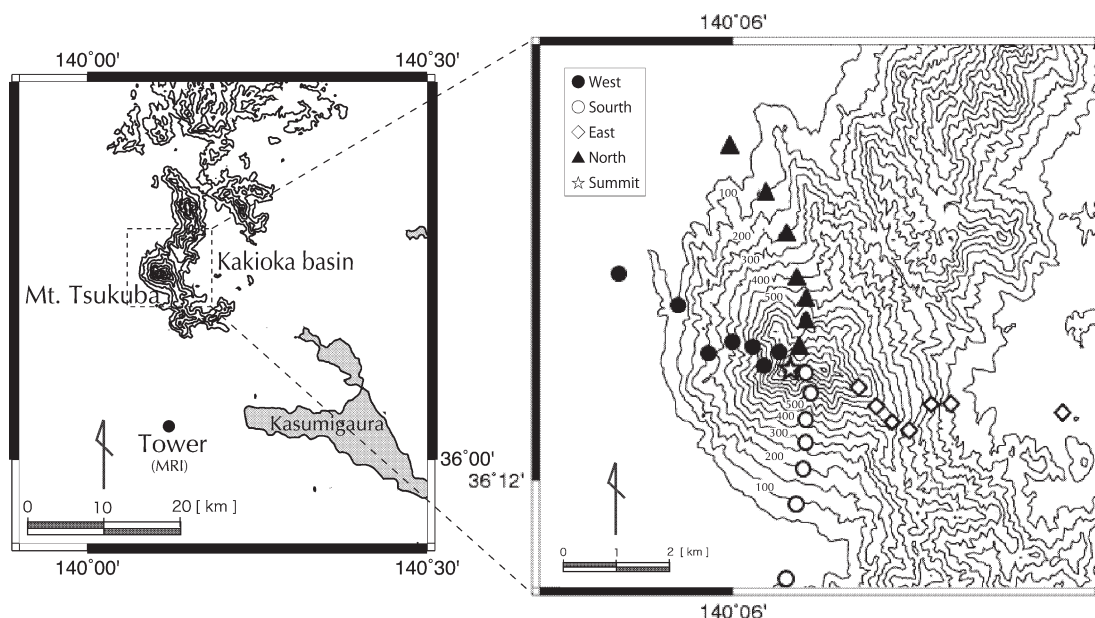 140°00'
140°30'
Kakioka basin
Mt. Tsukuba
Kasumigaura
Tower
(MRI)
36°00'
0 10 20 [ km ]
140°00'
140°30'
140°06'
West
South
East
North
Summit
100
200
300
400
500
500
400
300
200
100
36°12'
0 1 2 [ km ]
140°06'